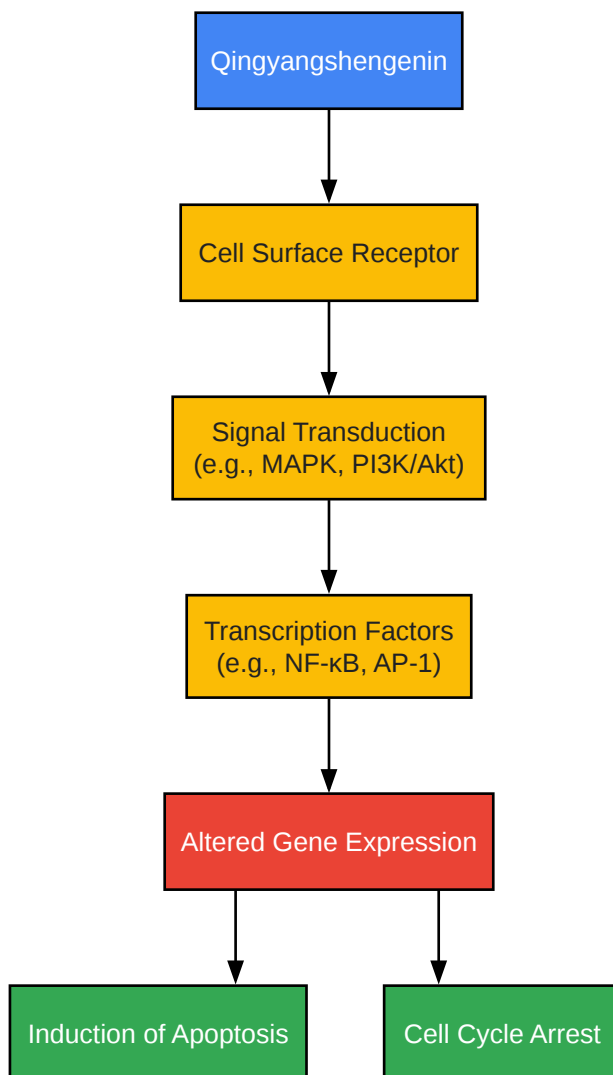 Qingyangshengenin
Cell Surface Receptor
Signal Transduction
(e.g., MAPK, PI3K/Akt)
Transcription Factors
(e.g., NF-κB, AP-1)
Altered Gene Expression
Induction of Apoptosis
Cell Cycle Arrest